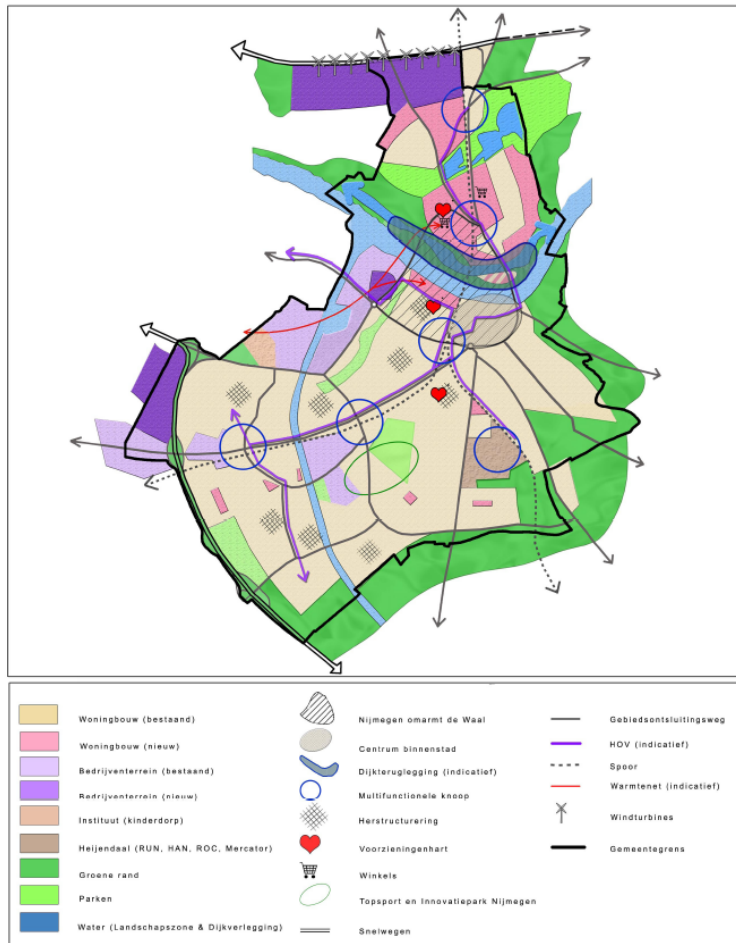 Woningbouw (bestaand)
Woningbouw (nieuw)
Bedrijventerrein (bestaand)
Bedrijventerrein (nieuw)
Instituut (kinderdorp)
Heijendaal (RUN, HAN, ROC, Mercator)
Groene rand
Parken
Water (Landschapszone & Dijkverlegging)
Nijmegen omarmt de Waal
Centrum binnenstad
Dijkteruglegging (indicatief)
Multifunctionele knoop
Herstructurering
Voorzieningenhart
Winkels
Topsport en Innovatiepark Nijmegen
Snelwegen
Gebiedsontsluitingsweg
HOV (indicatief)
Spoor
Warmtenet (indicatief)
Windturbines
Gemeentegrens